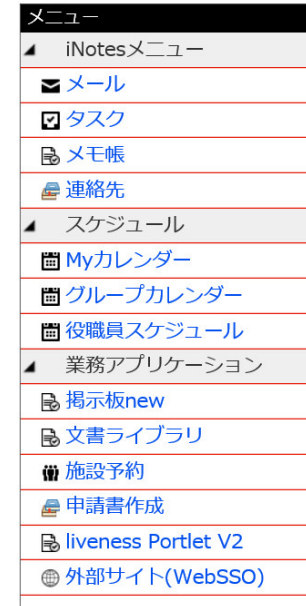 メニュー
iNotesメニュー
メール
タスク
メモ帳
連絡先
スケジュール
Myカレンダー
グループカレンダー
役職員スケジュール
業務アプリケーション
掲示板new
文書ライブラリ
施設予約
申請書作成
liveness Portlet V2
外部サイト(WebSSO)